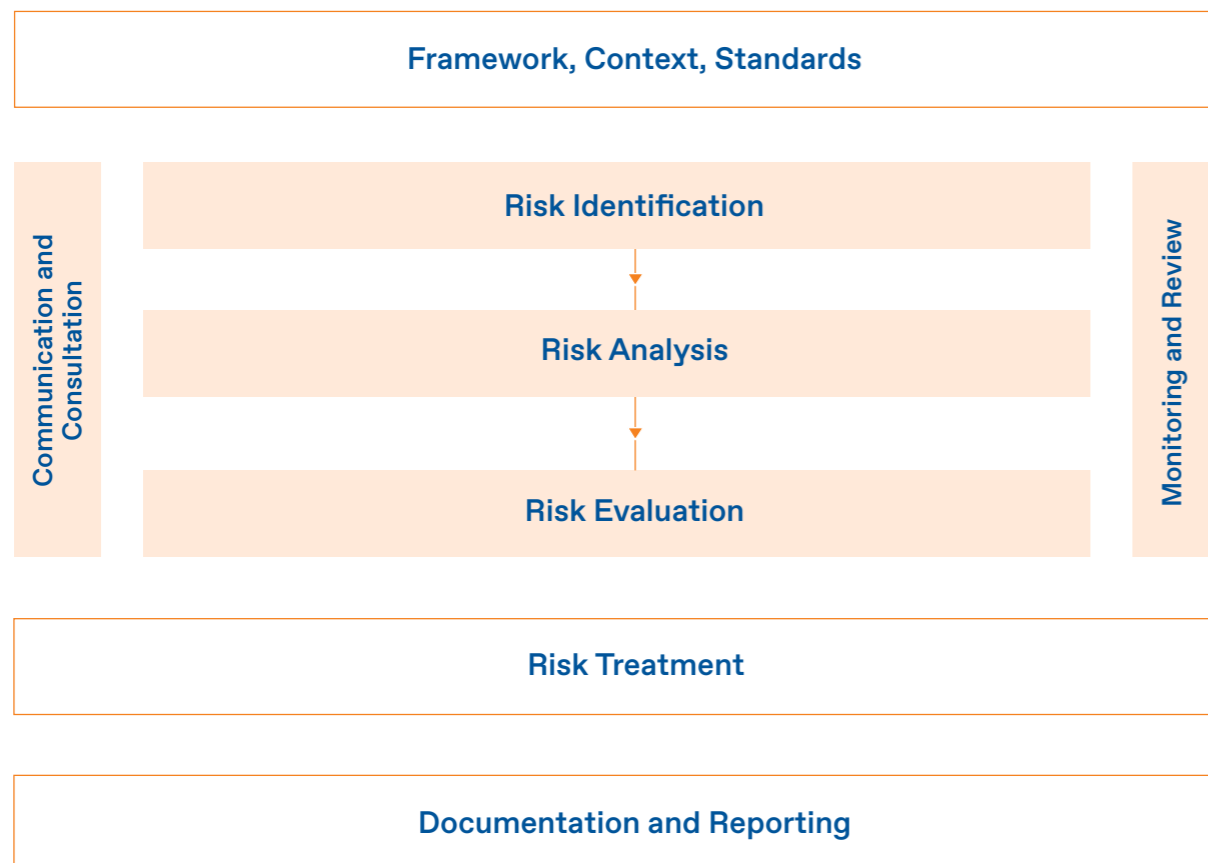 Framework, Context, Standards
Communication and
Consultation
Risk Identification
Risk Analysis
Risk Evaluation
Monitoring and Review
Risk Treatment
Documentation and Reporting